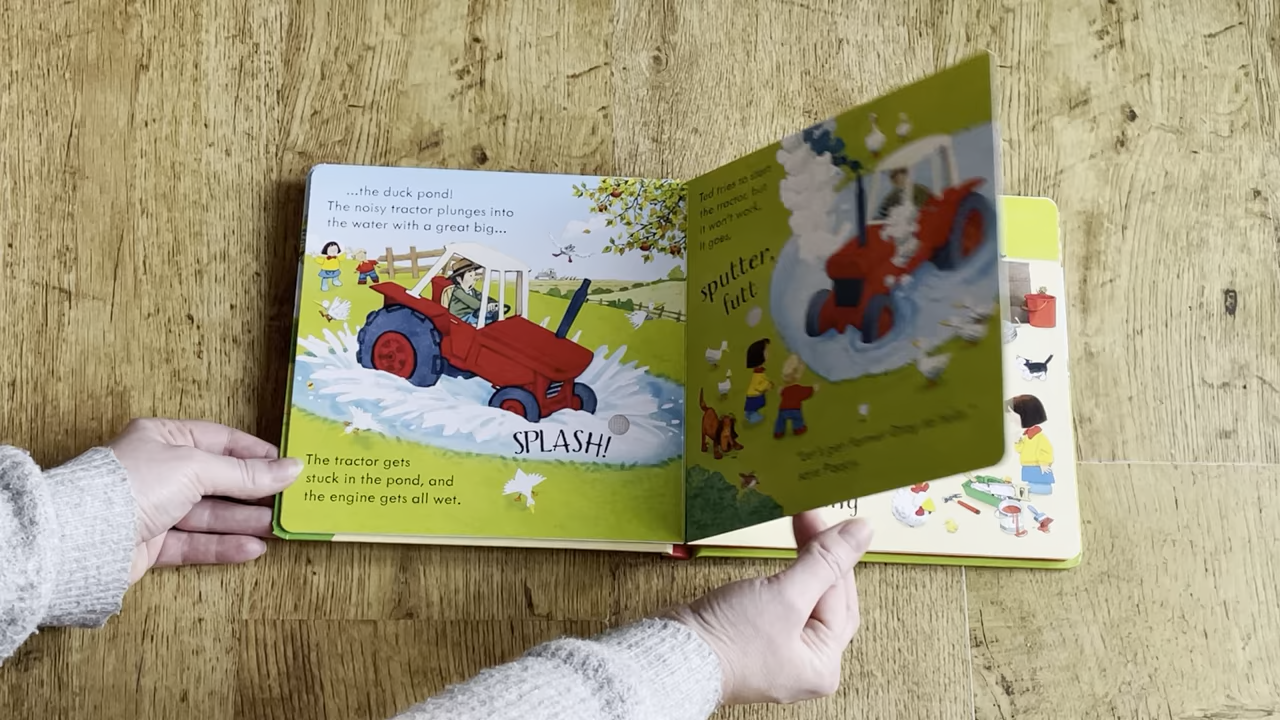 ...the duck pond!
The noisy tractor plunges into
the water with a great big...
SPLASH!
The tractor gets
stuck in the pond, and
the engine gets all wet.
Ted tries to start
the tractor, but
it won't work.
It goes,
sputter,
futt